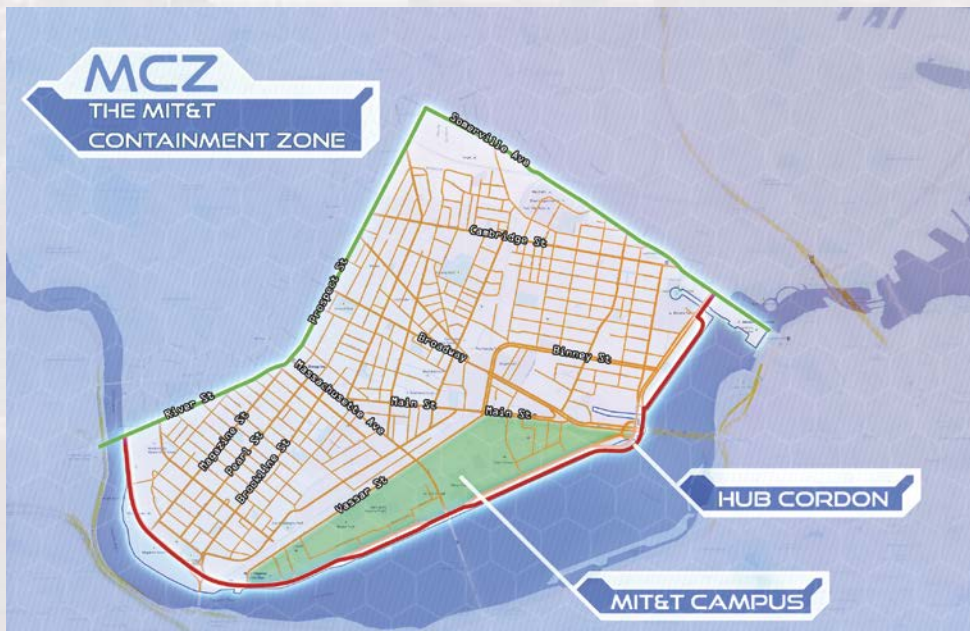 MCZ
THE MIT&T
CONTAINMENT ZONE
Somerville Ave
Cambridge St
Prospect St
Broadway
Binney St
Massachusetts Ave
Main St
Main St
River St
Magazine St
Pearl St
Brookline St
Vassar St
HUB CORDON
MIT&T CAMPUS